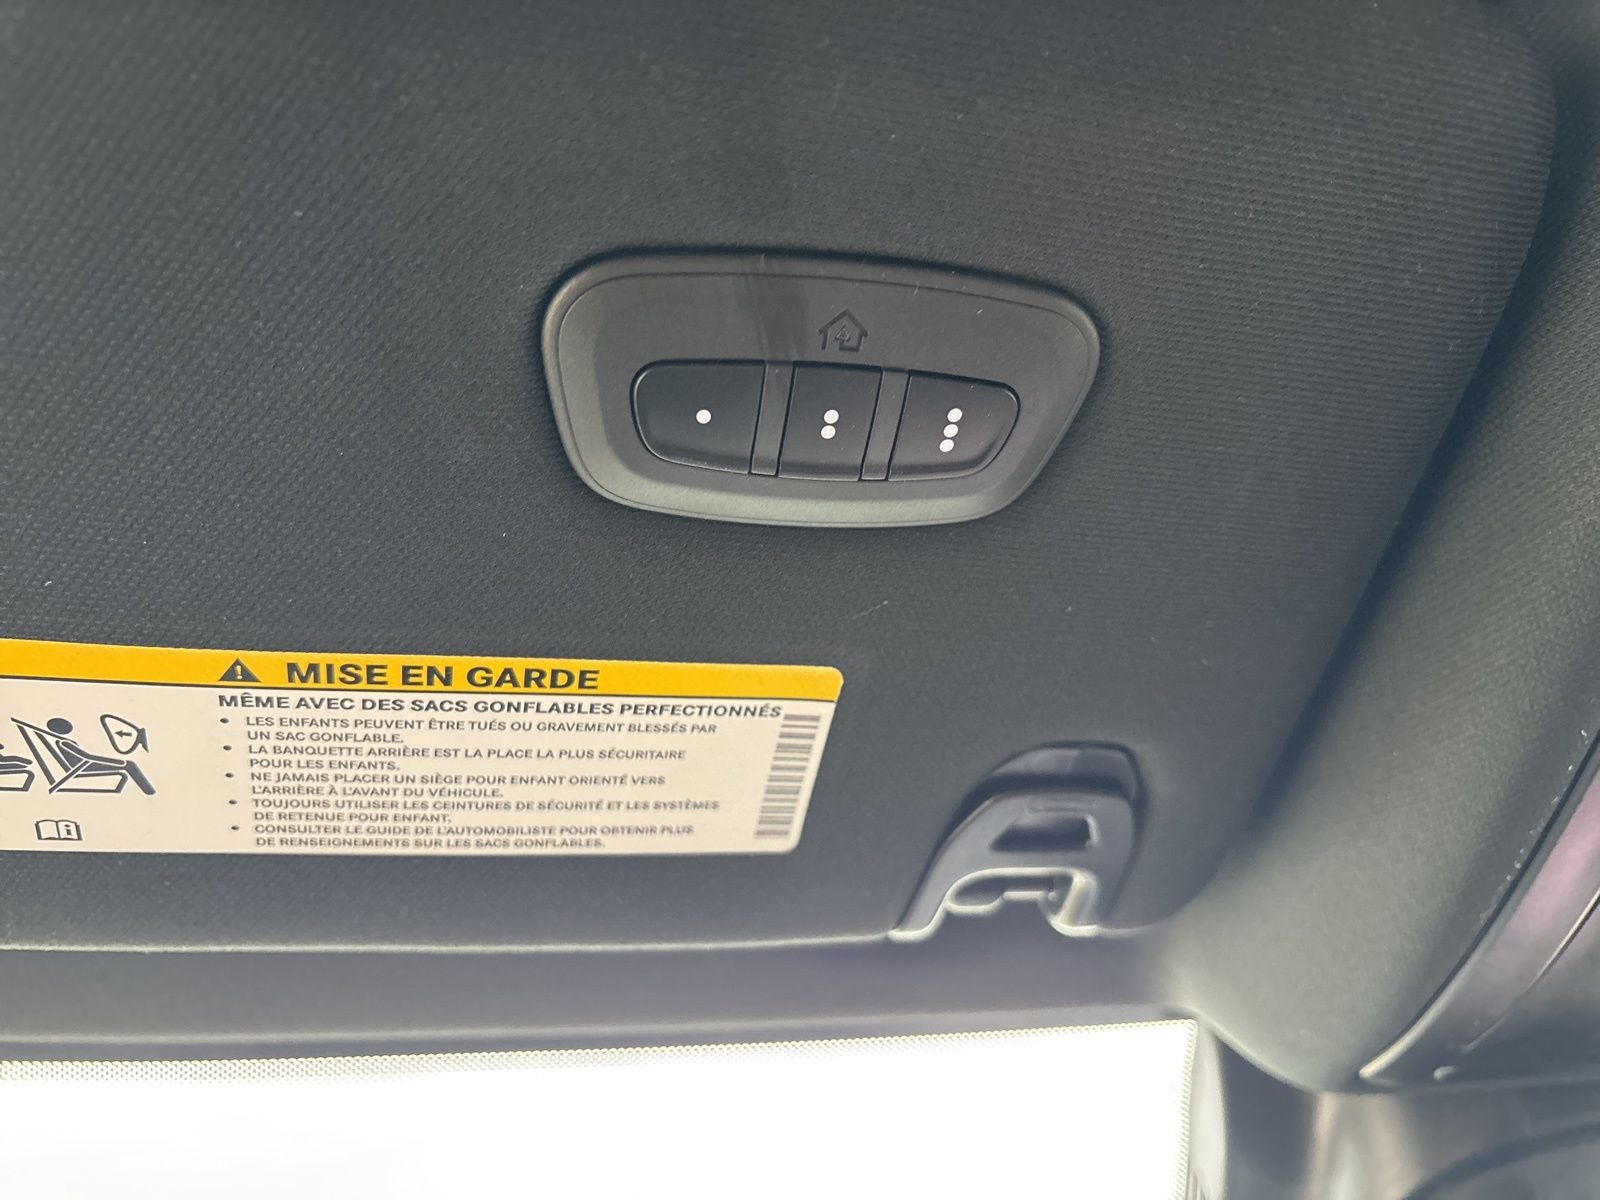 MISE EN GARDE
MÊME AVEC DES SACS GONFLABLES PERFECTIONNÉS
• LES ENFANTS PEUVENT ÊTRE TUÉS OU GRAVEMENT BLESSÉS PAR
UN SAC GONFLABLE.
• LA BANQUETTE ARRIÈRE EST LA PLACE LA PLUS SÉCURITAIRE
POUR LES ENFANTS.
• NE JAMAIS PLACER UN SIÈGE POUR ENFANT ORIENTÉ VERS
L'ARRIÈRE À L'AVANT DU VÉHICULE.
• TOUJOURS UTILISER LES CEINTURES DE SÉCURITÉ ET LES SYSTÈMES
DE RETENUE POUR ENFANT.
• CONSULTER LE GUIDE DE L'AUTOMOBILISTE POUR OBTENIR PLUS
DE RENSEIGNEMENTS SUR LES SACS GONFLABLES.